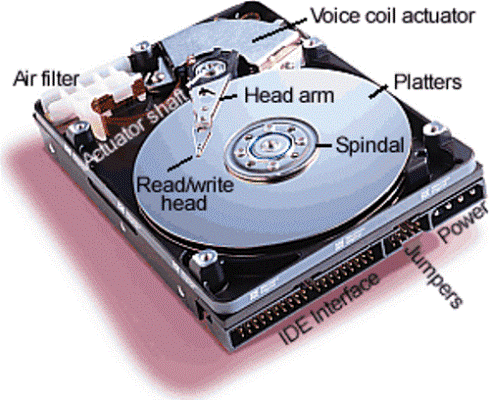 Voice coil actuator
Air filter
Platters
Actuator shaft
Head arm
Spindal
Read/write
head
Power
Jumpers
IDE Interface